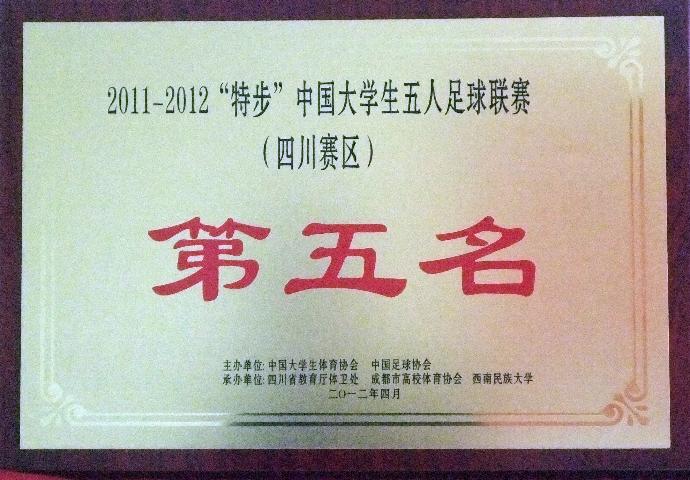 2011-2012“特步”中国大学生五人足球联赛
（四川赛区）
第五名
主办单位:中国大学生体育协会 中国足球协会
承办单位:四川省教育厅体卫处 成都市高校体育协会 西南民族大学
二〇一二年四月